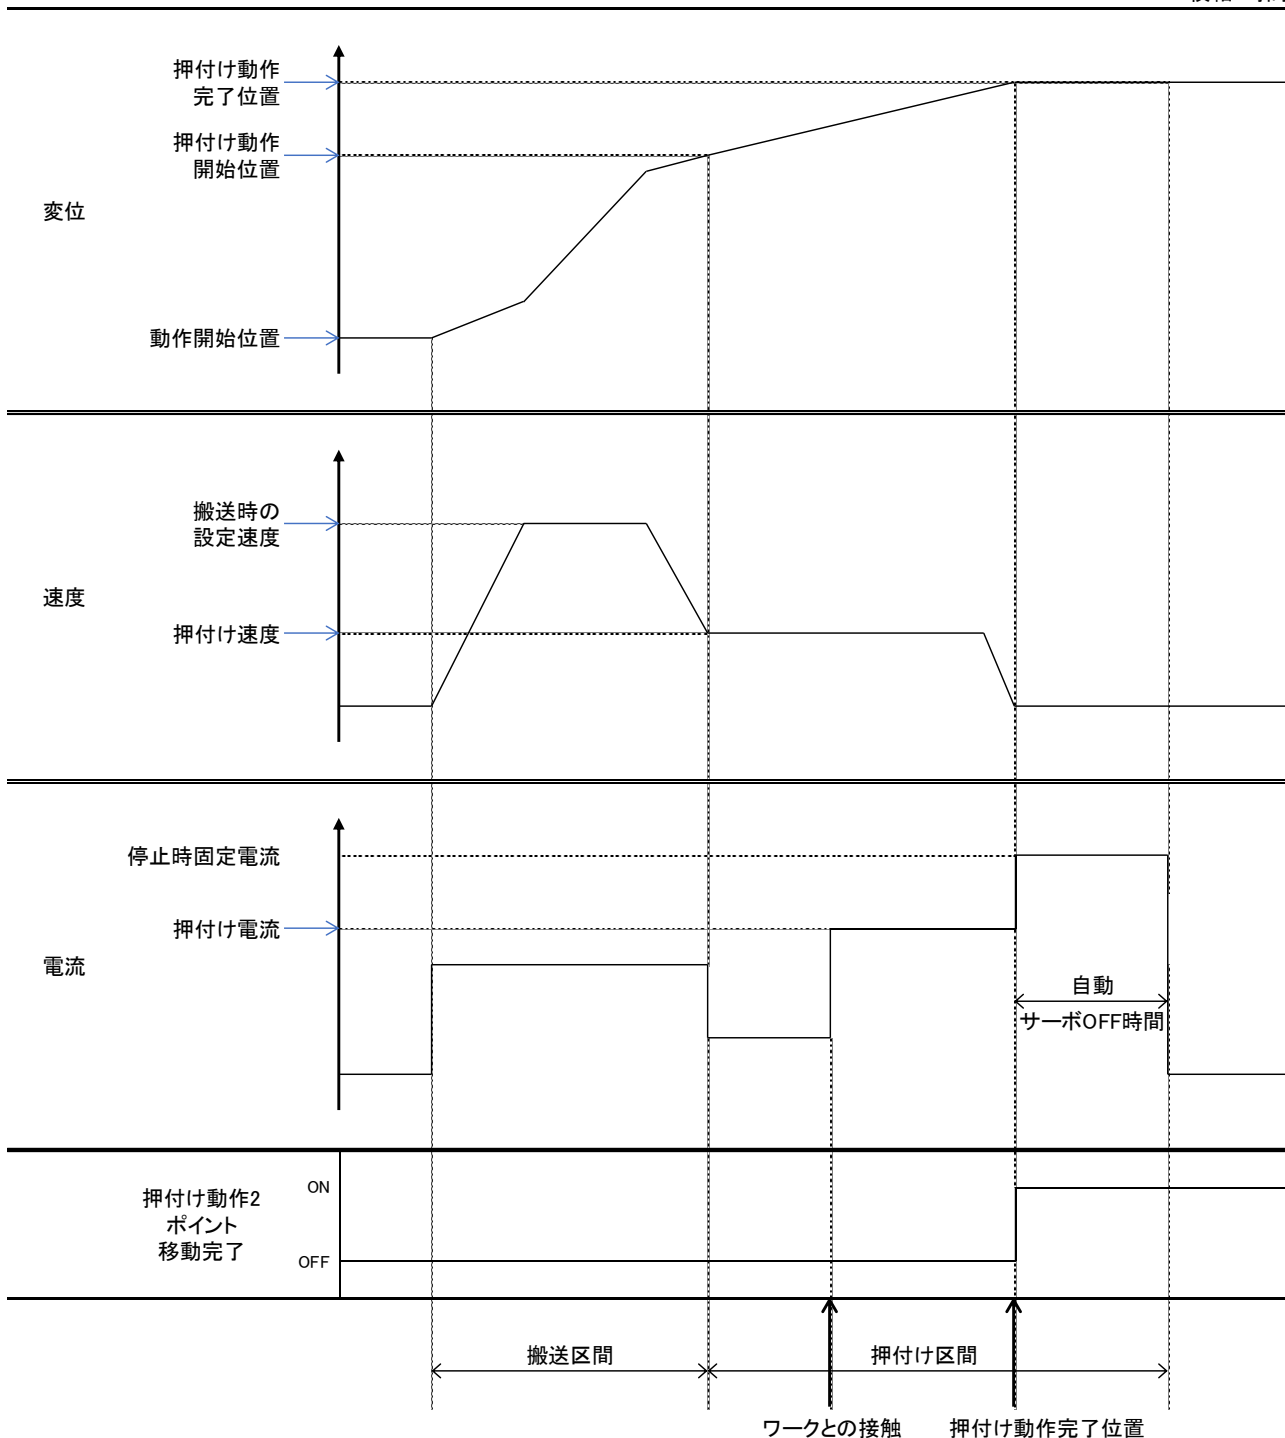 押付け動作
完了位置
押付け動作
開始位置
変位
動作開始位置
搬送時の
設定速度
速度
押付け速度
停止時固定電流
押付け電流
電流
自動
サーボOFF時間
ON
押付け動作2
ポイント
移動完了
OFF
搬送区間
押付け区間
ワークとの接触
押付け動作完了位置